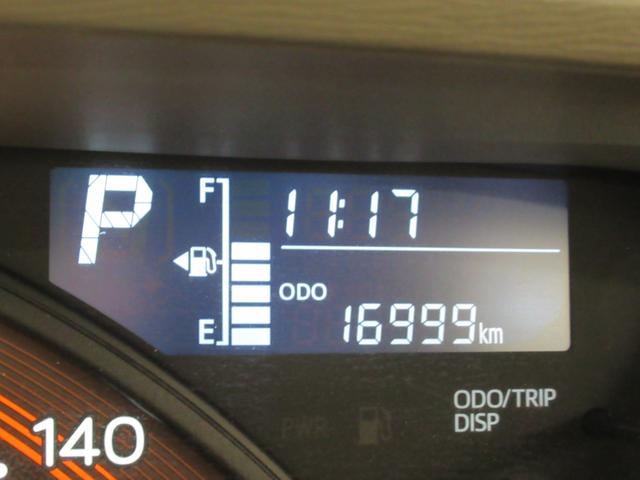 P
F
11:17
ODO
E
16999km
ODO/TRIP
DISP
PWR
140